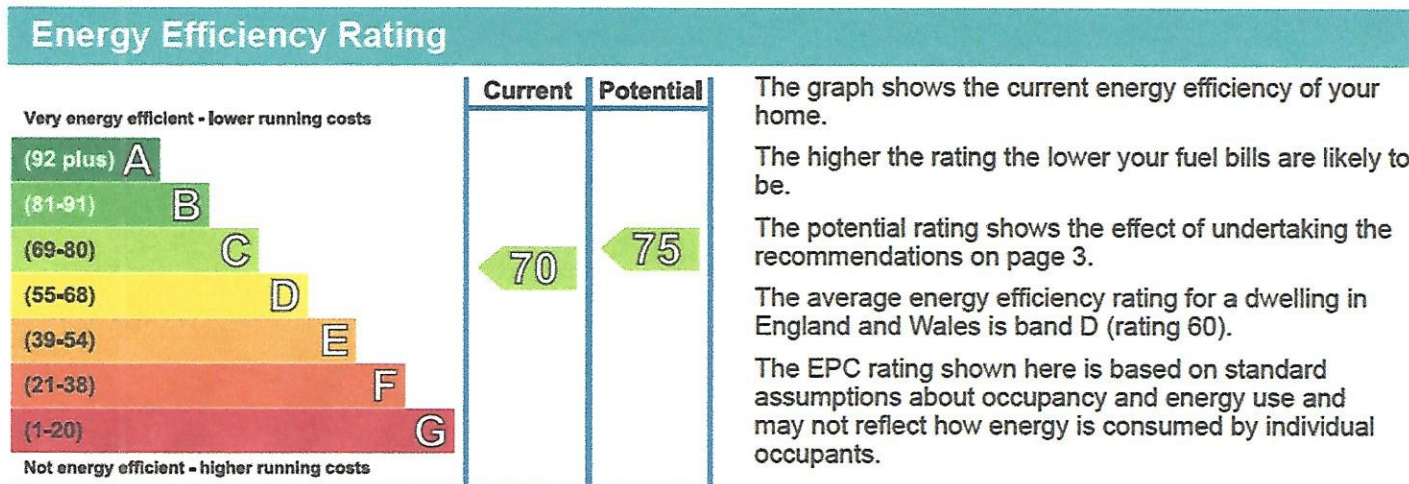 Energy Efficiency Rating
Current Potential
Very energy efficient - lower running costs
(92 plus) A
(81-91) B
(69-80) C
(55-68) D
(39-54) E
(21-38) F
(1-20) G
Not energy efficient - higher running costs
70
75
The graph shows the current energy efficiency of your
home.
The higher the rating the lower your fuel bills are likely to
be.
The potential rating shows the effect of undertaking the
recommendations on page 3.
The average energy efficiency rating for a dwelling in
England and Wales is band D (rating 60).
The EPC rating shown here is based on standard
assumptions about occupancy and energy use and
may not reflect how energy is consumed by individual
occupants.